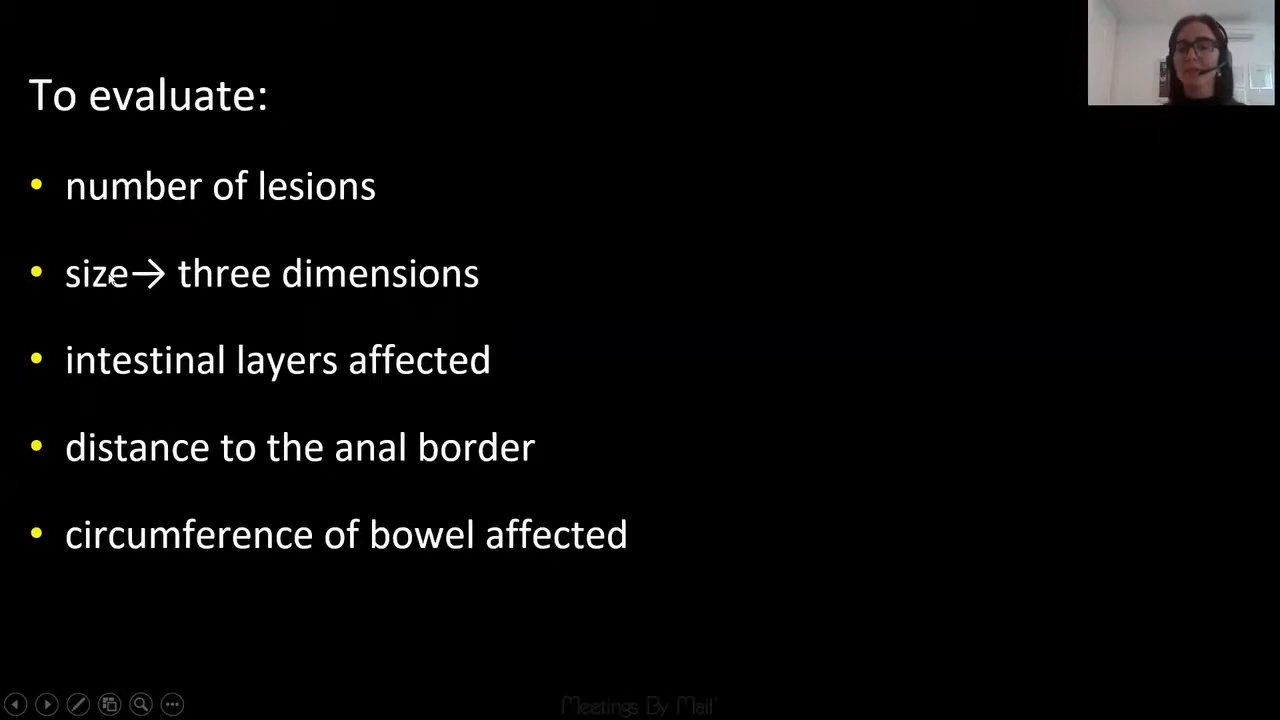 To evaluate:
• number of lesions
• size→ three dimensions
• intestinal layers affected
• distance to the anal border
• circumference of bowel affected
Meetings By Mail